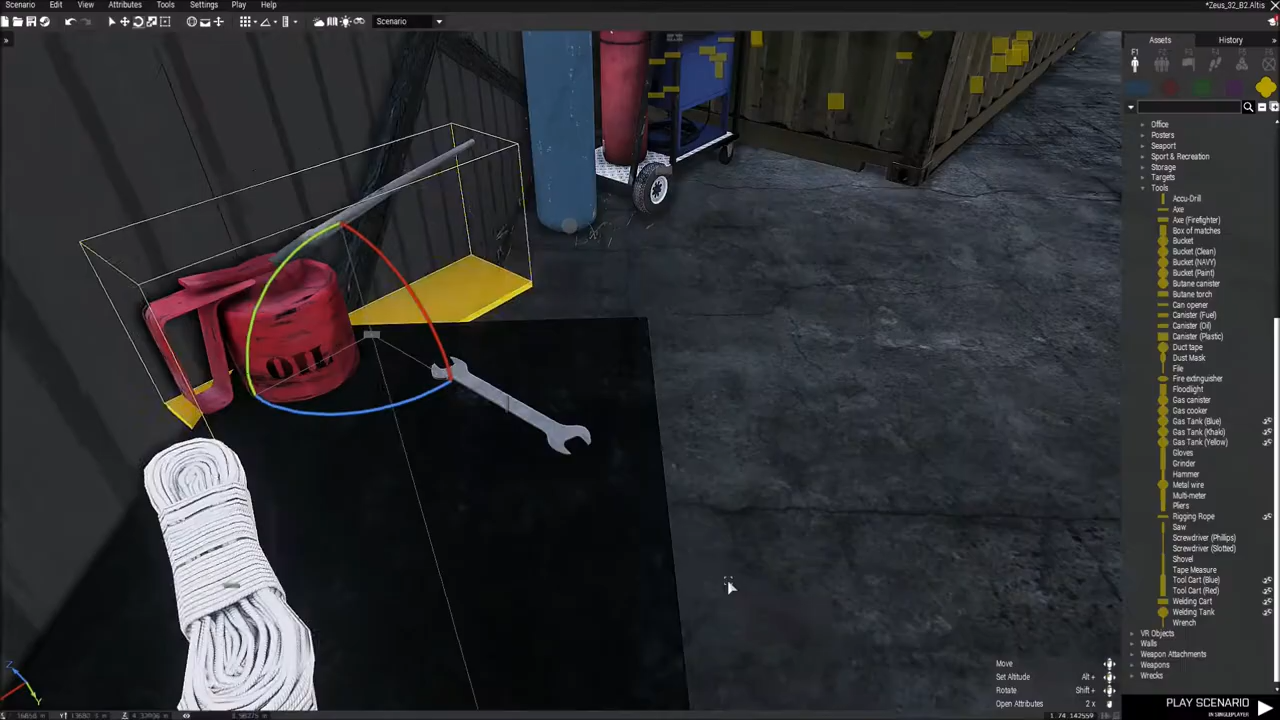 Scenario Edit View Attributes Tools Settings Play Help
*Zeus_32_B2.Altis
Scenario
Assets History
F1
Office
Posters
Seaport
Sport & Recreation
Storage
Targets
Tools
Accu-Drill
Axe
Axe (Firefighter)
Box of matches
Bucket
Bucket (Clean)
Bucket (NAVY)
Bucket (Paint)
Butane canister
Butane torch
Can opener
Canister (Fuel)
Canister (Oil)
Canister (Plastic)
Duct tape
Dust Mask
File
Fire extinguisher
Floodlight
Gas canister
Gas cooker
Gas Tank (Blue)
Gas Tank (Khaki)
Gas Tank (Yellow)
Gloves
Grinder
Hammer
Metal wire
Multi-meter
Pliers
Rigging Rope
Saw
Screwdriver (Phillips)
Screwdriver (Slotted)
Shovel
Tape Measure
Tool Cart (Blue)
Tool Cart (Red)
Welding Cart
Welding Tank
Wrench
VR Objects
Walls
Weapon Attachments
Weapons
Wrecks
OIL
Move
Set Altitude Alt +
Rotate Shift +
Open Attributes 2 x
Z
Y
1.74.142559
PLAY SCENARIO
IN SINGLEPLAYER